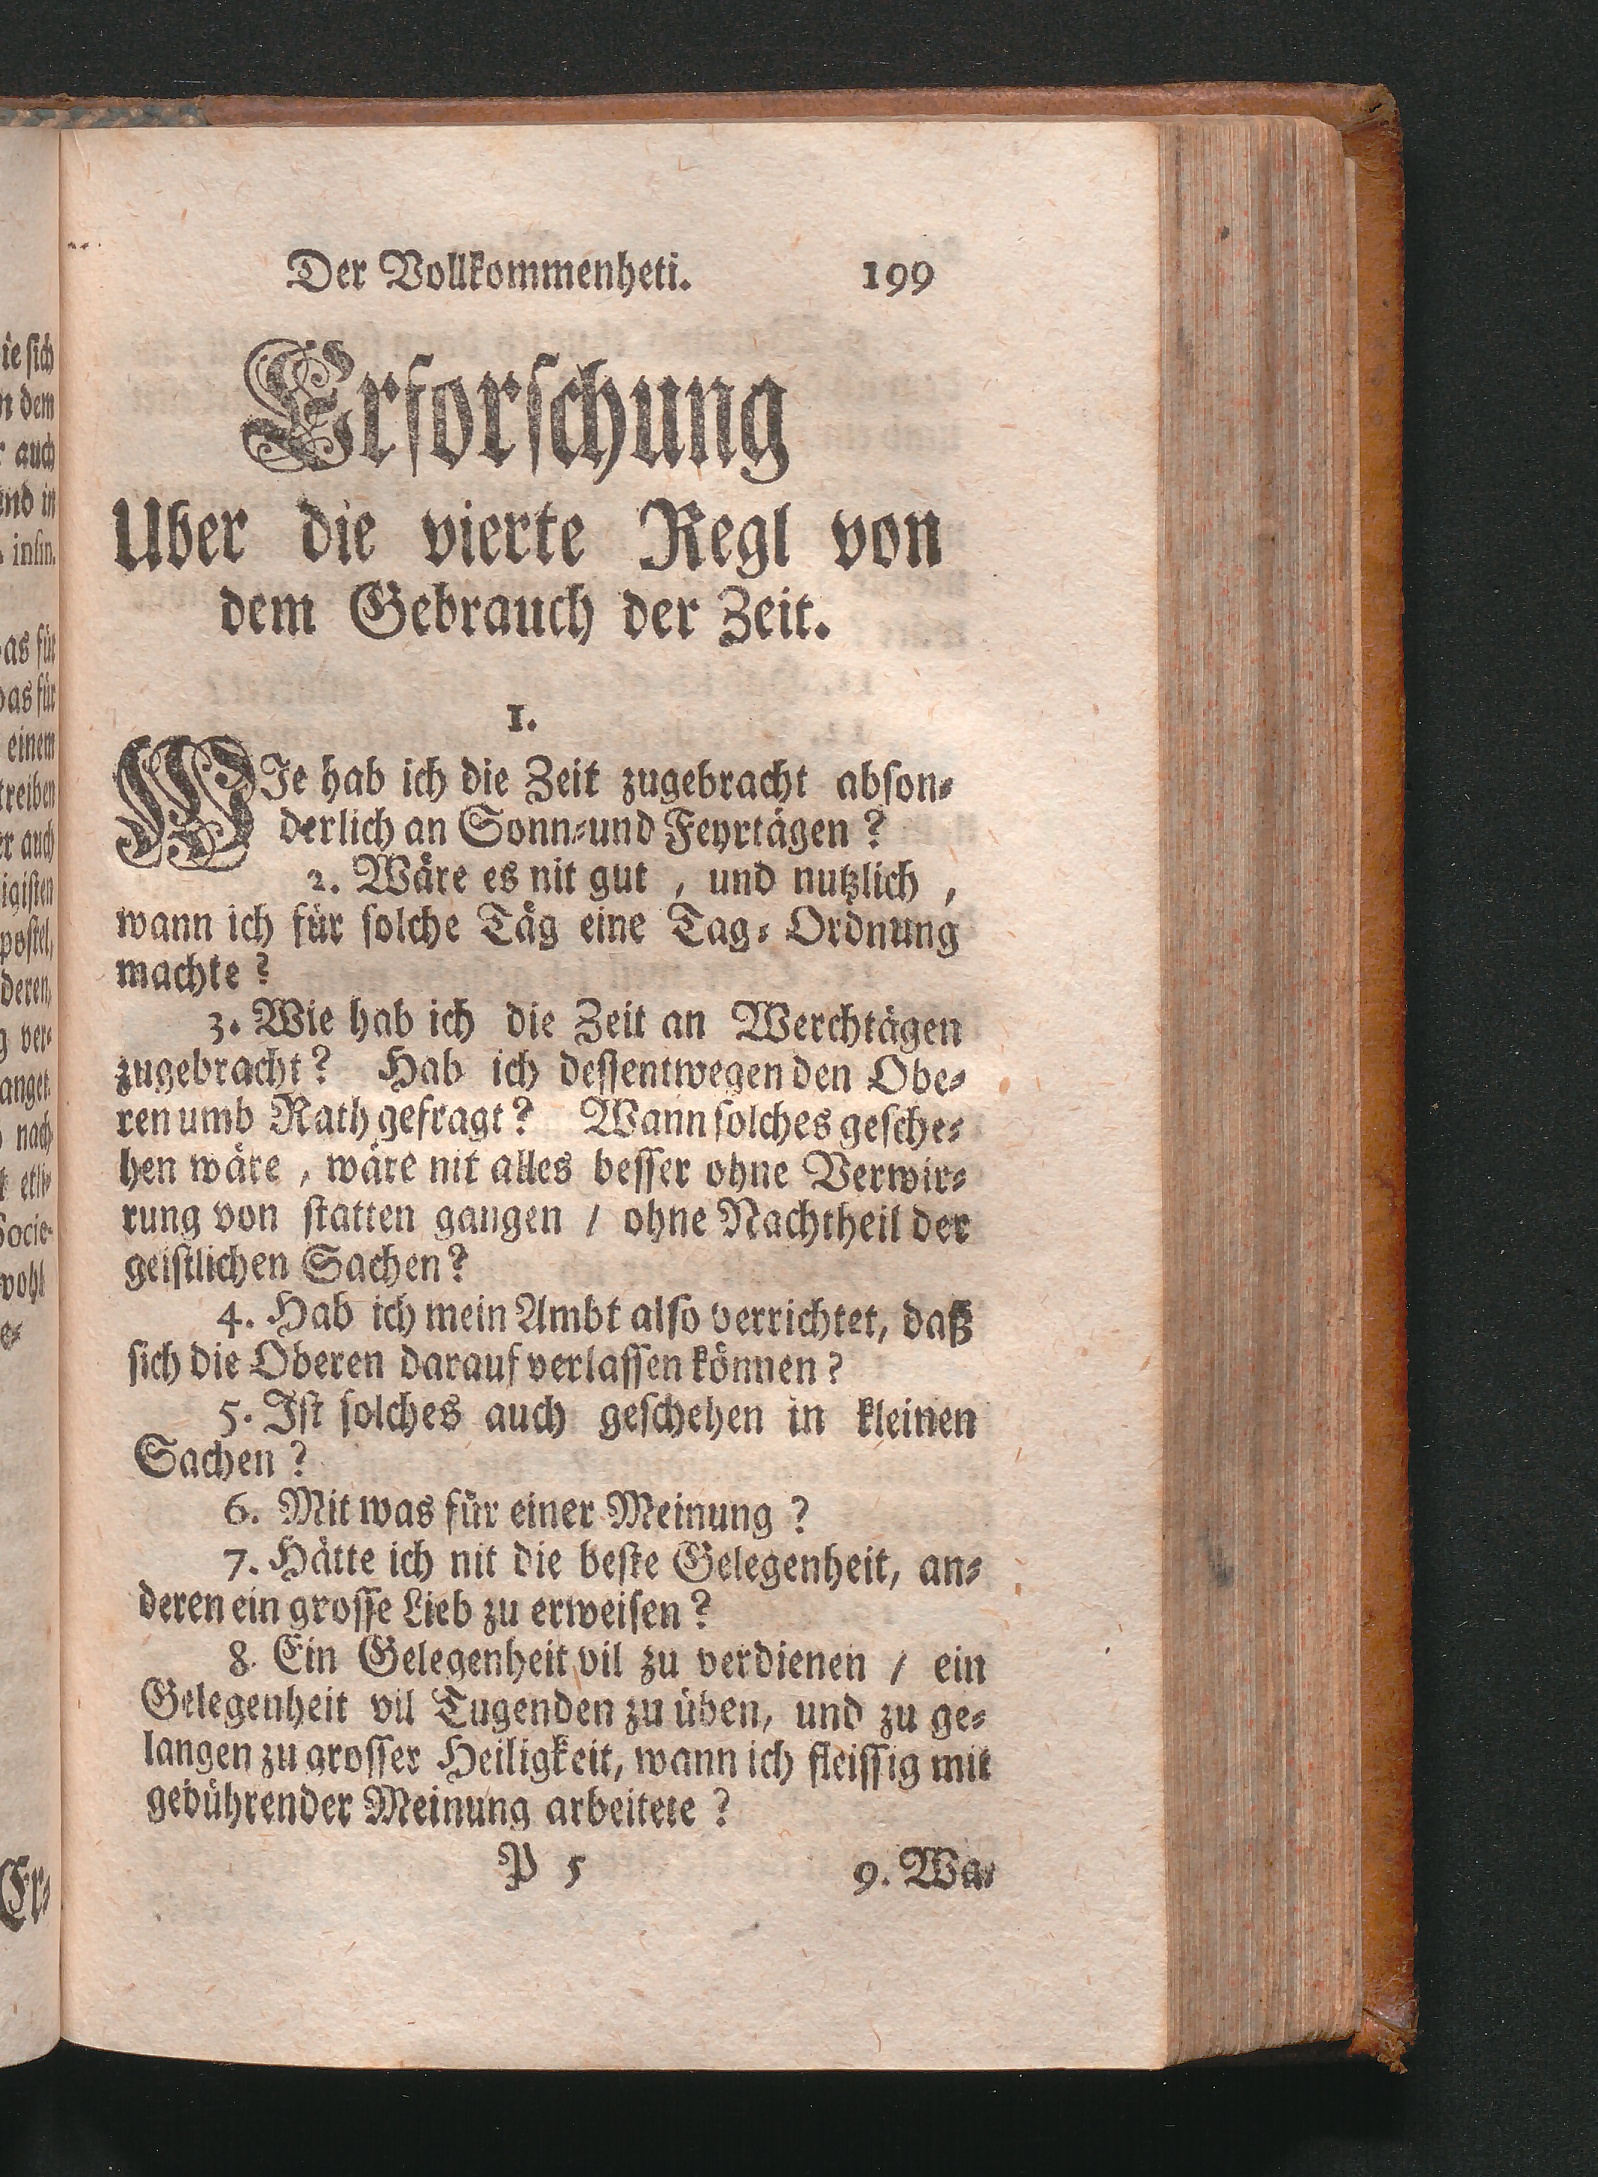 Der Vollkommenheti. 199
Erforschung
Uber die vierte Regl von
dem Gebrauch der Zeit.
1.
WIe hab ich die Zeit zugebracht abson-
derlich an Sonn-und Feyrtägen?
2. Wäre es nit gut, und nutzlich,
wann ich für solche Täg eine Tag-Ordnung
machte?
3. Wie hab ich die Zeit an Werchtägen
zugebracht? Hab ich dessentwegen den Obe-
ren umb Rath gefragt? Wann solches gesche-
hen wäre, wäre nit alles besser ohne Verwir-
rung von statten gangen / ohne Nachtheil der
geistlichen Sachen?
4. Hab ich mein Ambt also verrichtet, daß
sich die Oberen darauf verlassen können?
5. Ist solches auch geschehen in kleinen
Sachen?
6. Mit was für einer Meinung?
7. Hätte ich nit die beste Gelegenheit, an-
deren ein grosse Lieb zu erweisen?
8. Ein Gelegenheit vil zu verdienen / ein
Gelegenheit vil Tugenden zu üben, und zu ge-
langen zu grosser Heiligkeit, wann ich fleissig mit
gebührender Meinung arbeitete?
P 5 9. Wa-